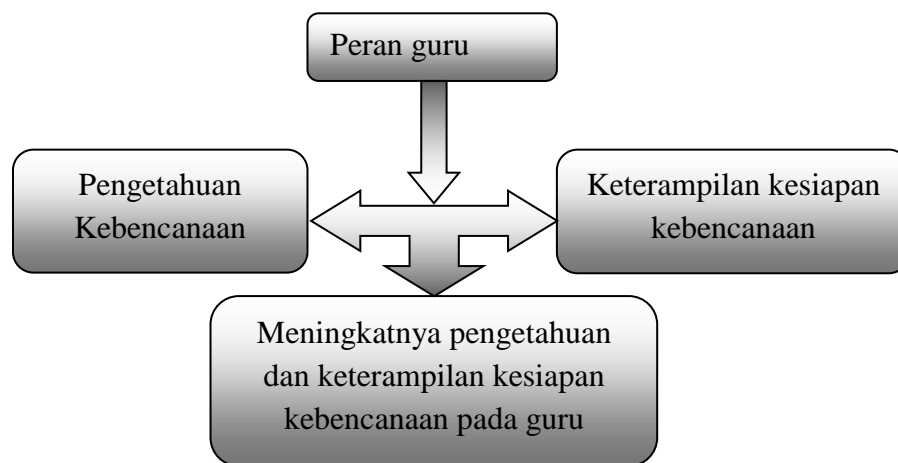 Peran guru
Pengetahuan
Kebencanaan
Keterampilan kesiapan
kebencanaan
Meningkatnya pengetahuan
dan keterampilan kesiapan
kebencanaan pada guru